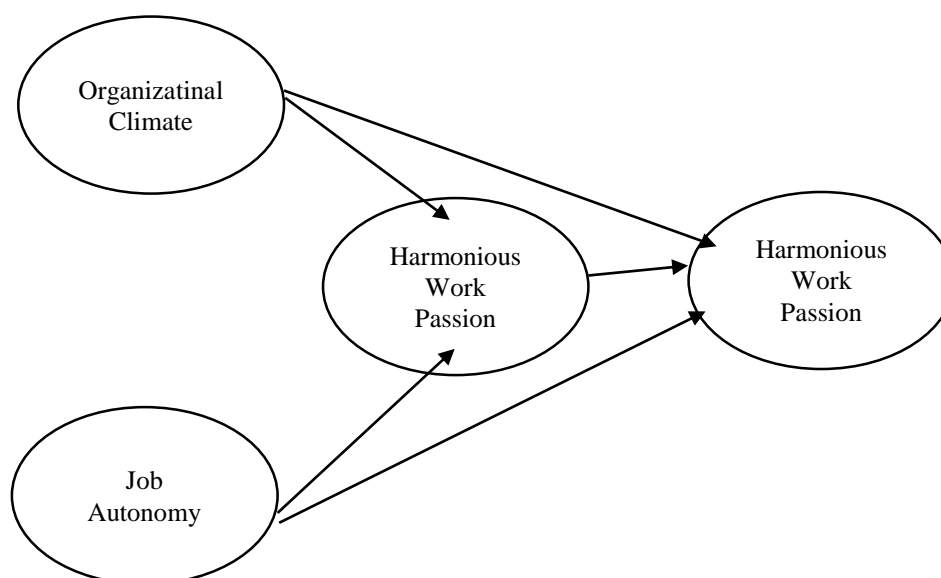 Organizatinal
Climate
Harmonious
Work
Passion
Harmonious
Work
Passion
Job
Autonomy